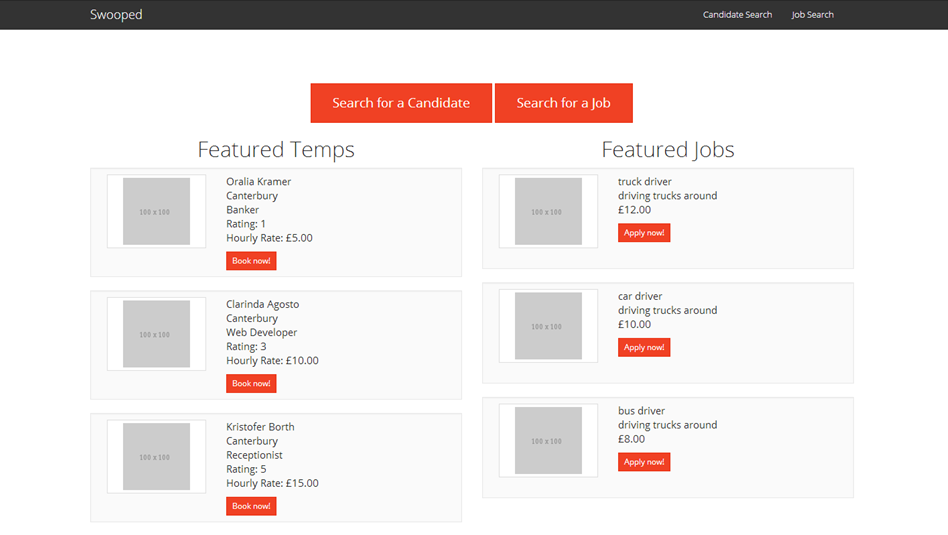 Swooped
Candidate Search
Job Search
Search for a Candidate
Search for a Job
Featured Temps
100 x 100
Oralia Kramer
Canterbury
Banker
Rating: 1
Hourly Rate: £5.00
Book now!
100 x 100
Clarinda Agosto
Canterbury
Web Developer
Rating: 3
Hourly Rate: £10.00
Book now!
100 x 100
Kristofer Borth
Canterbury
Receptionist
Rating: 5
Hourly Rate: £15.00
Book now!
Featured Jobs
100 x 100
truck driver
driving trucks around
£12.00
Apply now!
100 x 100
car driver
driving trucks around
£10.00
Apply now!
100 x 100
bus driver
driving trucks around
£8.00
Apply now!